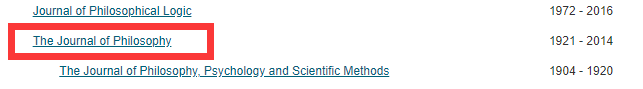 Journal of Philosophical Logic 1972 - 2016
The Journal of Philosophy 1921 - 2014
The Journal of Philosophy, Psychology and Scientific Methods 1904 - 1920